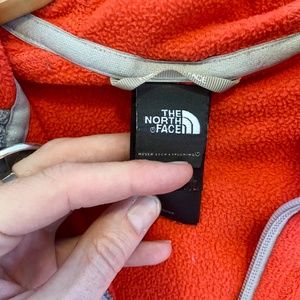 THE
NORTH
FACE
NEVER STOP EXPLORING